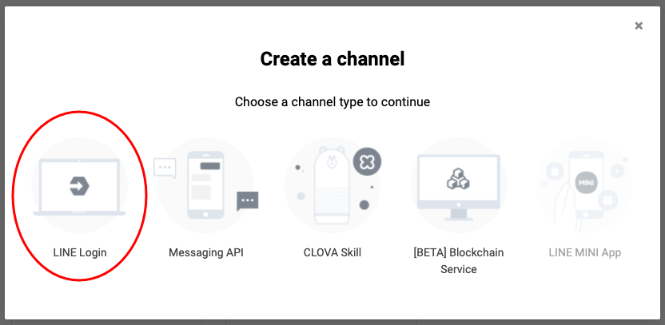 ×
Create a channel
Choose a channel type to continue
MINI
LINE Login
Messaging API
CLOVA Skill
[BETA] Blockchain
Service
LINE MINI App